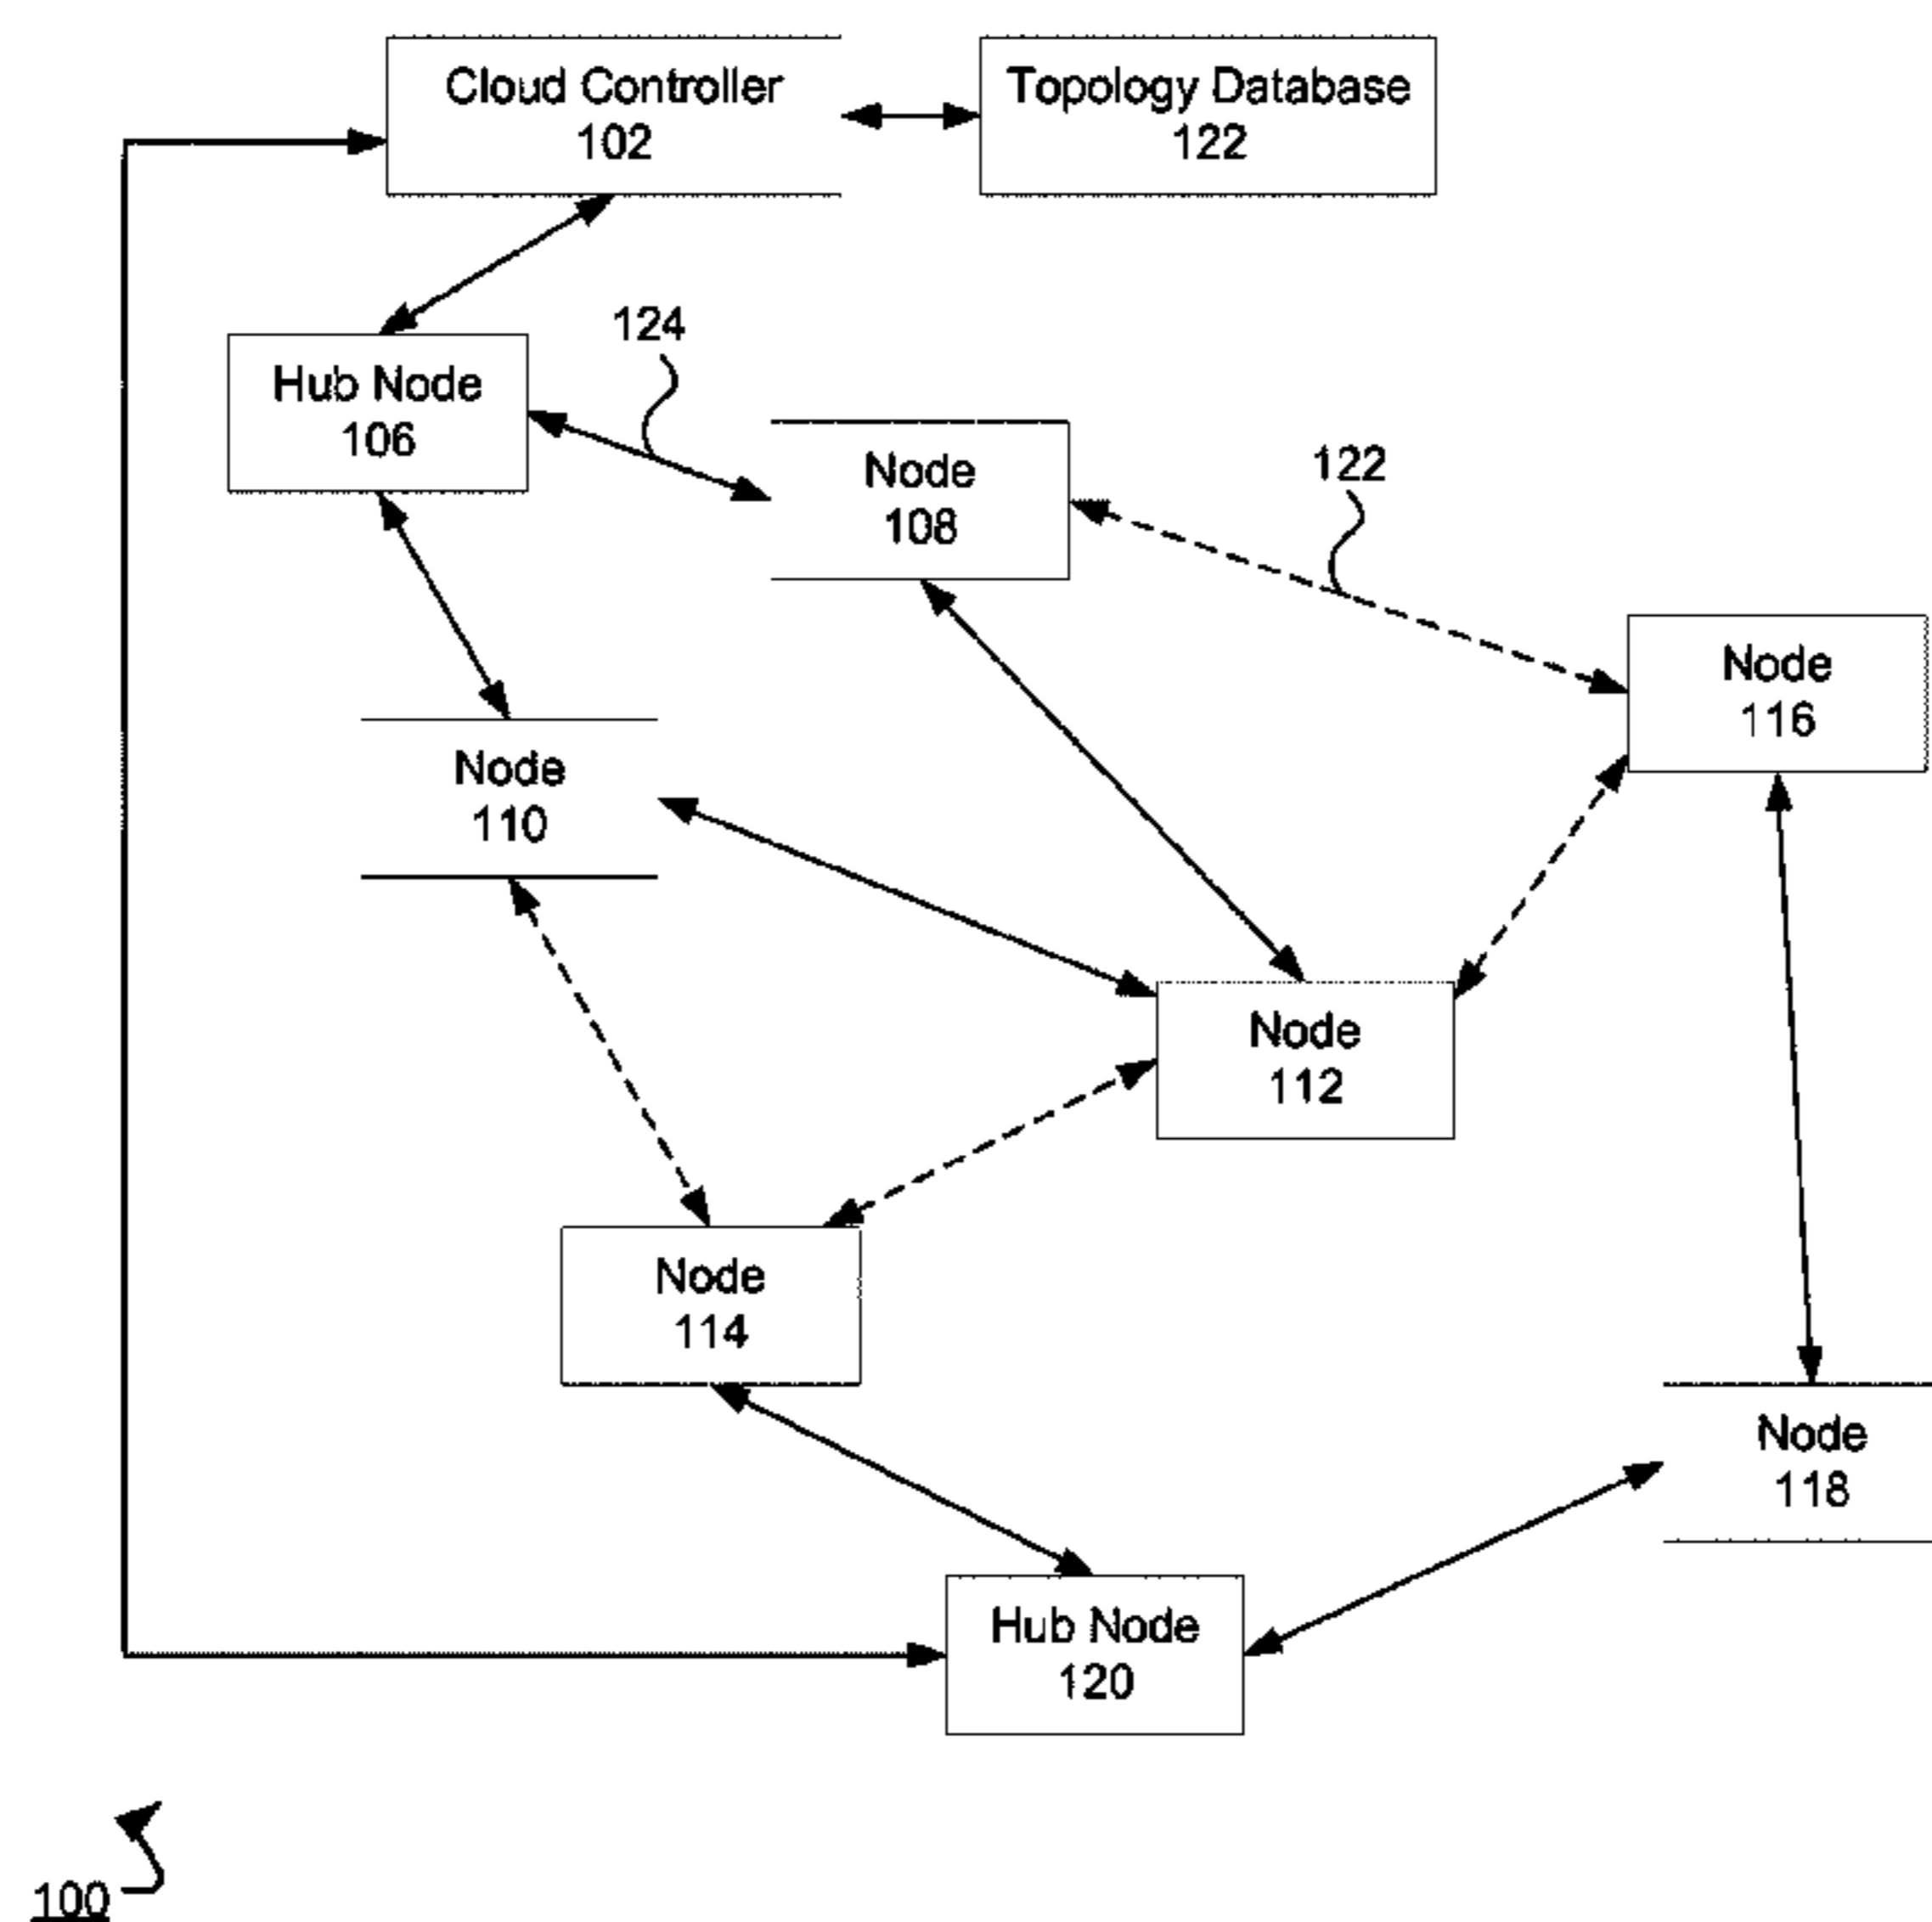 Cloud Controller
102
Topology Database
122
124
Hub Node
106
Node
108
122
Node
116
Node
110
Node
112
Node
114
Node
118
Hub Node
120
100